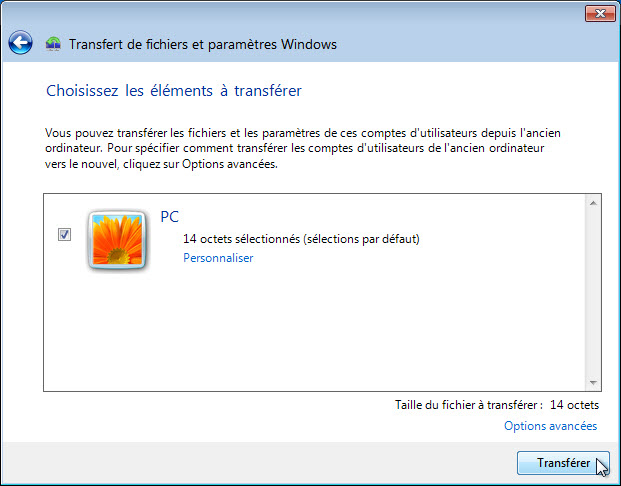 Transfert de fichiers et paramètres Windows
Choisissez les éléments à transférer
Vous pouvez transférer les fichiers et les paramètres de ces comptes d'utilisateurs depuis l'ancien
ordinateur. Pour spécifier comment transférer les comptes d'utilisateurs de l'ancien ordinateur
vers le nouvel, cliquez sur Options avancées.
PC
14 octets sélectionnés (sélections par défaut)
Personnaliser
Taille du fichier à transférer : 14 octets
Options avancées
Transférer